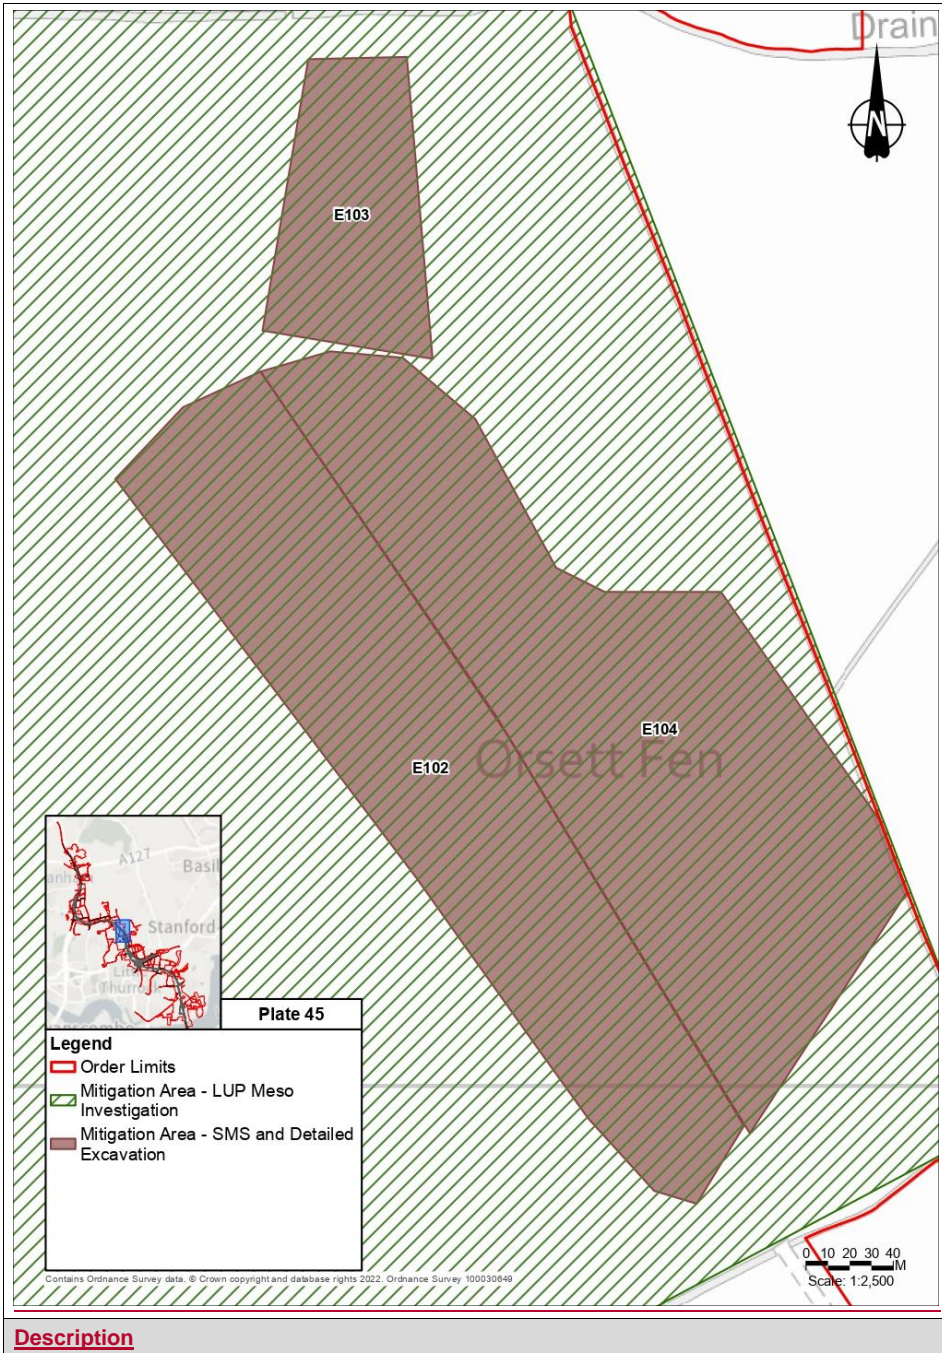 Drain
N
E103
E104
Orsett Fen
E102
A127
Basil
Stanford
Thurrock
Plate 45
Legend
Order Limits
Mitigation Area - LUP Meso
Investigation
Mitigation Area - SMS and Detailed
Excavation
0 10 20 30 40
M
Scale: 1:2,500
Contains Ordnance Survey data. © Crown copyright and database rights 2022. Ordnance Survey 100030649
Description